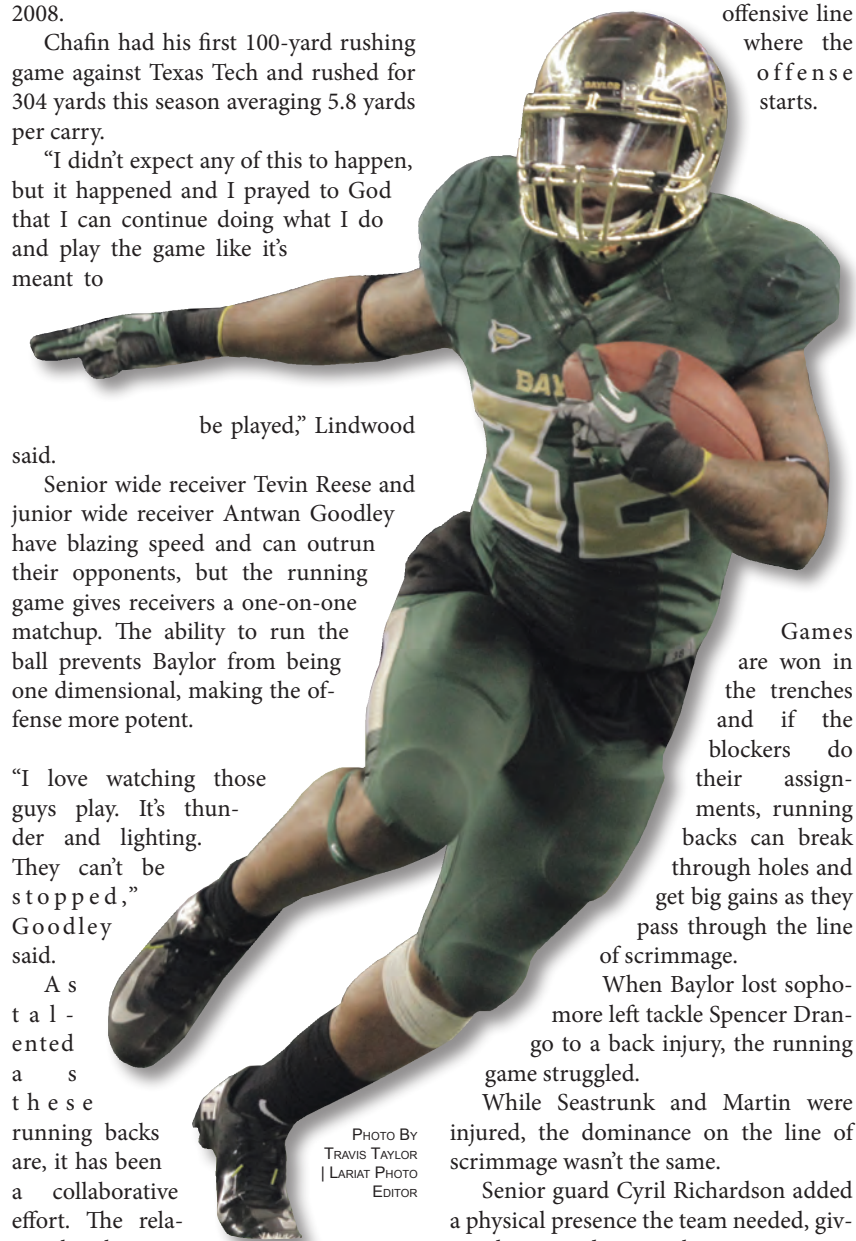 2008.
Chafin had his first 100-yard rushing
game against Texas Tech and rushed for
304 yards this season averaging 5.8 yards
per carry.
“I didn’t expect any of this to happen,
but it happened and I prayed to God
that I can continue doing what I do
and play the game like it’s
meant to
be played,” Lindwood
said.
Senior wide receiver Tevin Reese and
junior wide receiver Antwan Goodley
have blazing speed and can outrun
their opponents, but the running
game gives receivers a one-on-one
matchup. The ability to run the
ball prevents Baylor from being
one dimensional, making the of-
fense more potent.
“I love watching those
guys play. It’s thun-
der and lighting.
They can’t be
stopped,”
Goodley
said.
As
tal-
ented
as
these
running backs
are, it has been
a collaborative
effort. The rela-
offensive line
where the
offense
starts.
Games
are won in
the trenches
and if the
blockers do
their assign-
ments, running
backs can break
through holes and
get big gains as they
pass through the line
of scrimmage.
When Baylor lost sopho-
more left tackle Spencer Dran-
go to a back injury, the running
game struggled.
While Seastrunk and Martin were
injured, the dominance on the line of
scrimmage wasn’t the same.
Senior guard Cyril Richardson added
a physical presence the team needed, giv-
Photo By
Travis Taylor
| Lariat Photo
Editor
BAYLOR
BAY
32